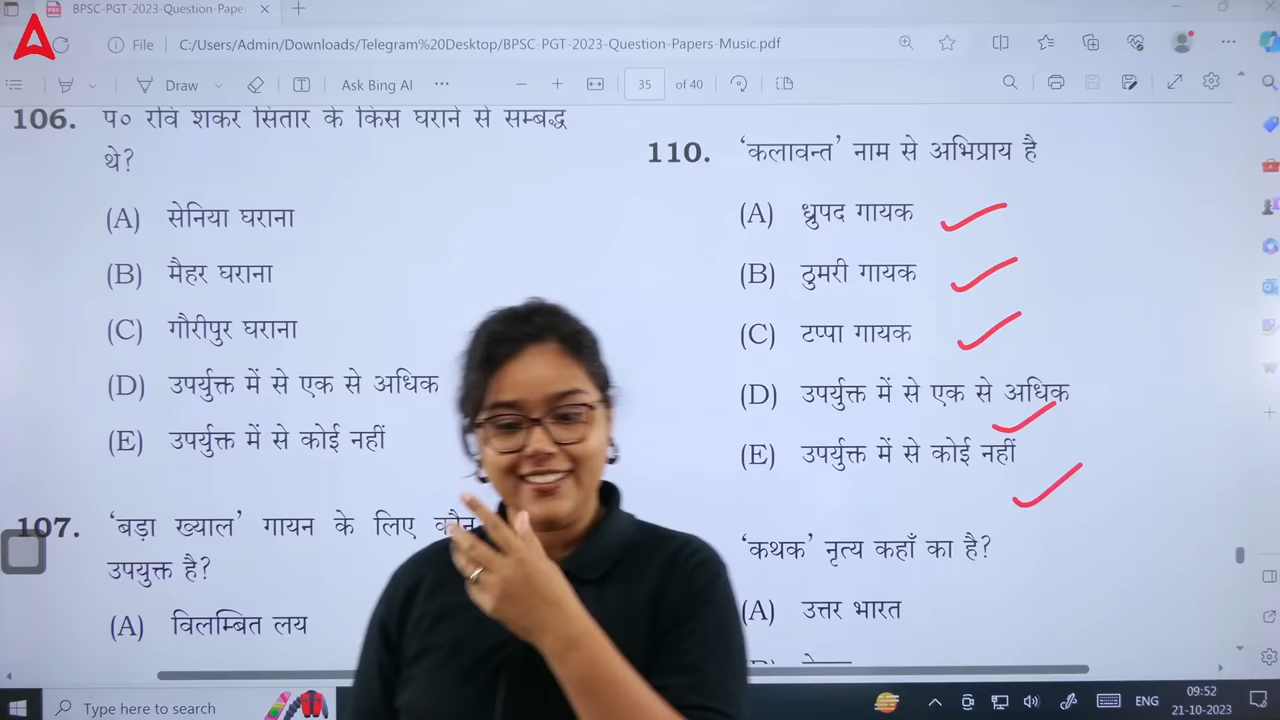 BPSC-PGT-2023-Question-Pape
File
C:/Users/Admin/Downloads/Telegram%20Desktop/BPSC-PGT-2023-Question-Papers-Music.pdf
Draw
Ask Bing AI
35 of 40
106. पं० रवि शंकर सितार के किस घराने से सम्बद्ध
थे?
(A) सेनिया घराना
(B) मैहर घराना
(C) गौरीपुर घराना
(D) उपर्युक्त में से एक से अधिक
(E) उपर्युक्त में से कोई नहीं
107. ‘बड़ा ख्याल’ गायन के लिए कौन
उपयुक्त है?
(A) विलम्बित लय
110. ‘कलावन्त’ नाम से अभिप्राय है
(A) ध्रुपद गायक
(B) ठुमरी गायक
(C) टप्पा गायक
(D) उपर्युक्त में से एक से अधिक
(E) उपर्युक्त में से कोई नहीं
‘कथक’ नृत्य कहाँ का है?
(A) उत्तर भारत
Type here to search
ENG
09:52
21-10-2023